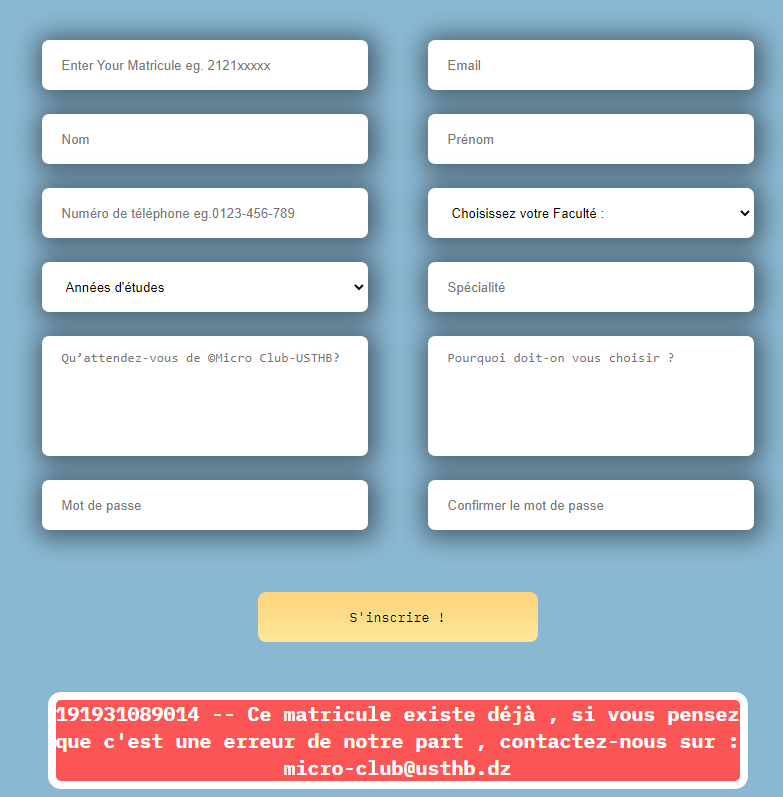 Enter Your Matricule eg. 2121xxxxx
Email
Nom
Prénom
Numéro de téléphone eg.0123-456-789
Choisissez votre Faculté :
Années d'études
Spécialité
Qu’attendez-vous de ©Micro Club-USTHB?
Pourquoi doit-on vous choisir ?
Mot de passe
Confirmer le mot de passe
S'inscrire !
191931089014 -- Ce matricule existe déjà , si vous pensez
que c'est une erreur de notre part , contactez-nous sur :
micro-club@usthb.dz